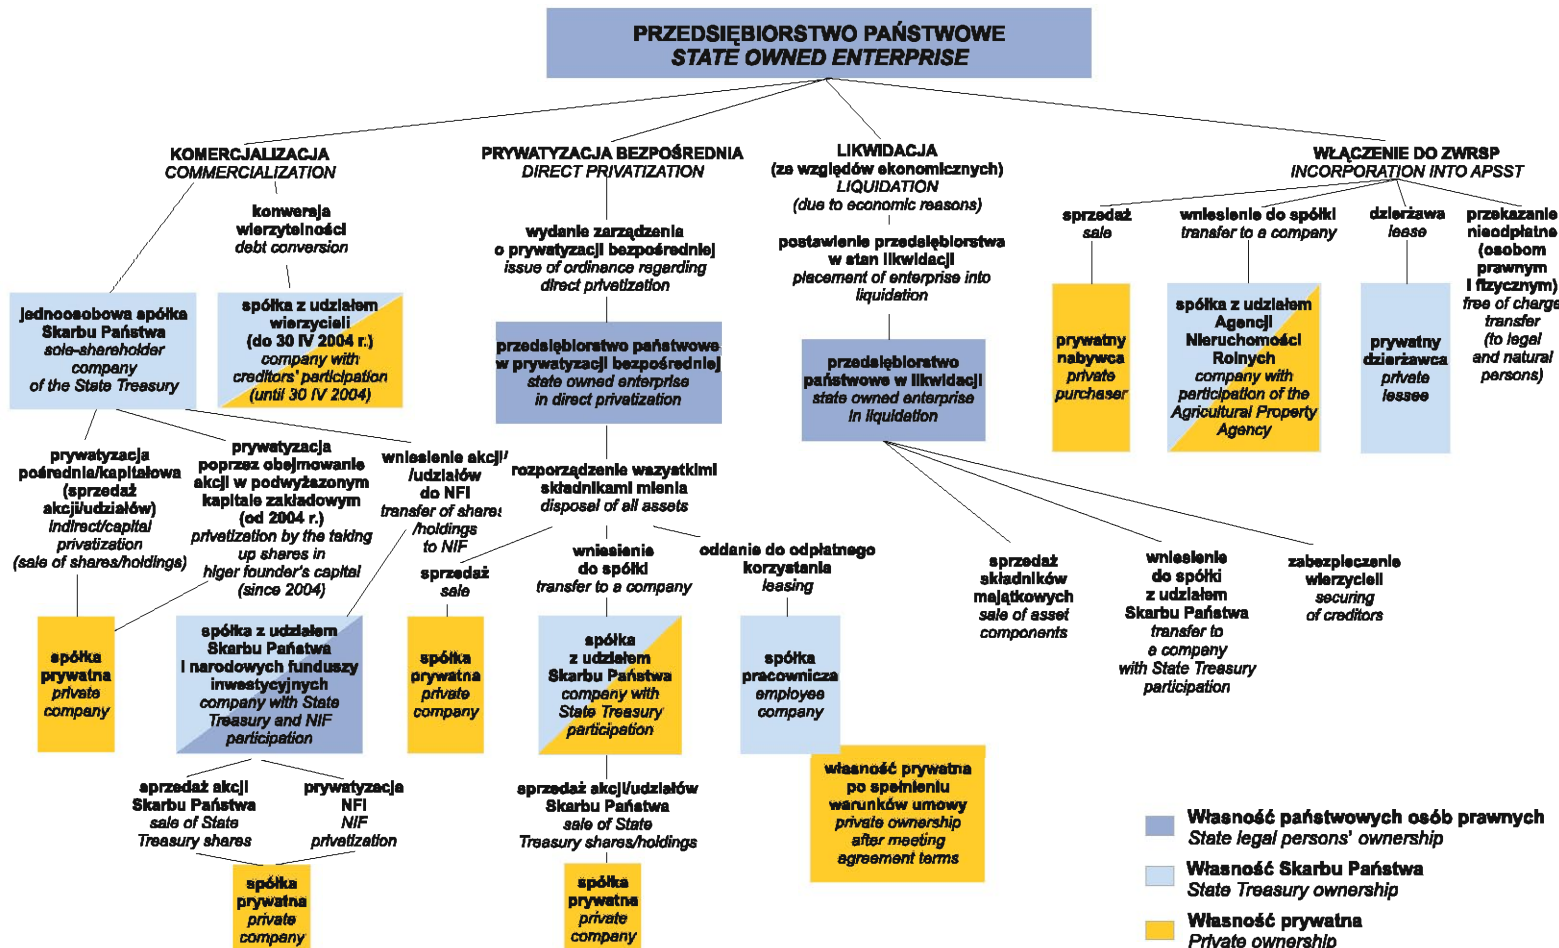 PRZEDSIĘBIORSTWO PAŃSTWOWE
STATE OWNED ENTERPRISE
KOMERCJALIZACJA
COMMERCIALIZATION
konwersja
wierzytelności
debt conversion
jednoosobowa spółka
Skarbu Państwa
sole-shareholder
company
of the State Treasury
spółka z udziałem
wierzycieli
(do 30 IV 2004 r.)
company with
creditors' participation
(until 30 IV 2004)
prywatyzacja
pośrednia/kapitałowa
(sprzedaż
akcji/udziałów)
indirect/capital
privatization
(sale of shares/holdings)
prywatyzacja
poprzez obejmowanie
akcji w podwyższonym
kapitale zakładowym
(od 2004 r.)
privatization by the taking
up shares in
higer founder's capital
(since 2004)
wniesienie akcji/
/udziałów
do NFI
transfer of shares
/holdings
to NIF
spółka
prywatna
private
company
spółka z udziałem
Skarbu Państwa
i narodowych funduszy
inwestycyjnych
company with State
Treasury and NIF
participation
sprzedaż akcji
Skarbu Państwa
sale of State
Treasury shares
prywatyzacja
NFI
NIF
privatization
spółka
prywatna
private
company
PRYWATYZACJA BEZPOŚREDNIA
DIRECT PRIVATIZATION
wydanie zarządzenia
o prywatyzacji bezpośredniej
issue of ordinance regarding
direct privatization
przedsiębiorstwo państwowe
w prywatyzacji bezpośredniej
state owned enterprise
in direct privatization
rozporządzenie wszystkimi
składnikami mienia
disposal of all assets
sprzedaż
sale
wniesienie
do spółki
transfer to a company
oddanie do odpłatnego
korzystania
leasing
spółka
prywatna
private
company
spółka
z udziałem
Skarbu Państwa
company with
State Treasury
participation
spółka
pracownicza
employee
company
sprzedaż akcji/udziałów
Skarbu Państwa
sale of State
Treasury shares/holdings
własność prywatna
po spełnieniu
warunków umowy
private ownership
after meeting
agreement terms
spółka
prywatna
private
company
LIKWIDACJA
(ze względów ekonomicznych)
LIQUIDATION
(due to economic reasons)
postawienie przedsiębiorstwa
w stan likwidacji
placement of enterprise into
liquidation
przedsiębiorstwo
państwowe w likwidacji
state owned enterprise
in liquidation
sprzedaż
składników
majątkowych
sale of asset
components
wniesienie
do spółki
z udziałem
Skarbu Państwa
transfer to
a company
with State Treasury
participation
zabezpieczenie
wierzycieli
securing
of creditors
WŁĄCZENIE DO ZWRSP
INCORPORATION INTO APSST
sprzedaż
sale
wniesienie do spółki
transfer to a company
dzierżawa
lease
przekazanie
nieodpłatne
(osobom
prawnym
i fizycznym)
free of charge
transfer
(to legal
and natural
persons)
prywatny
nabywca
private
purchaser
spółka z udziałem
Agencji
Nieruchomości
Rolnych
company with
participation of the
Agricultural Property
Agency
prywatny
dzierżawca
private
lessee
Własność państwowych osób prawnych
State legal persons' ownership
Własność Skarbu Państwa
State Treasury ownership
Własność prywatna
Private ownership